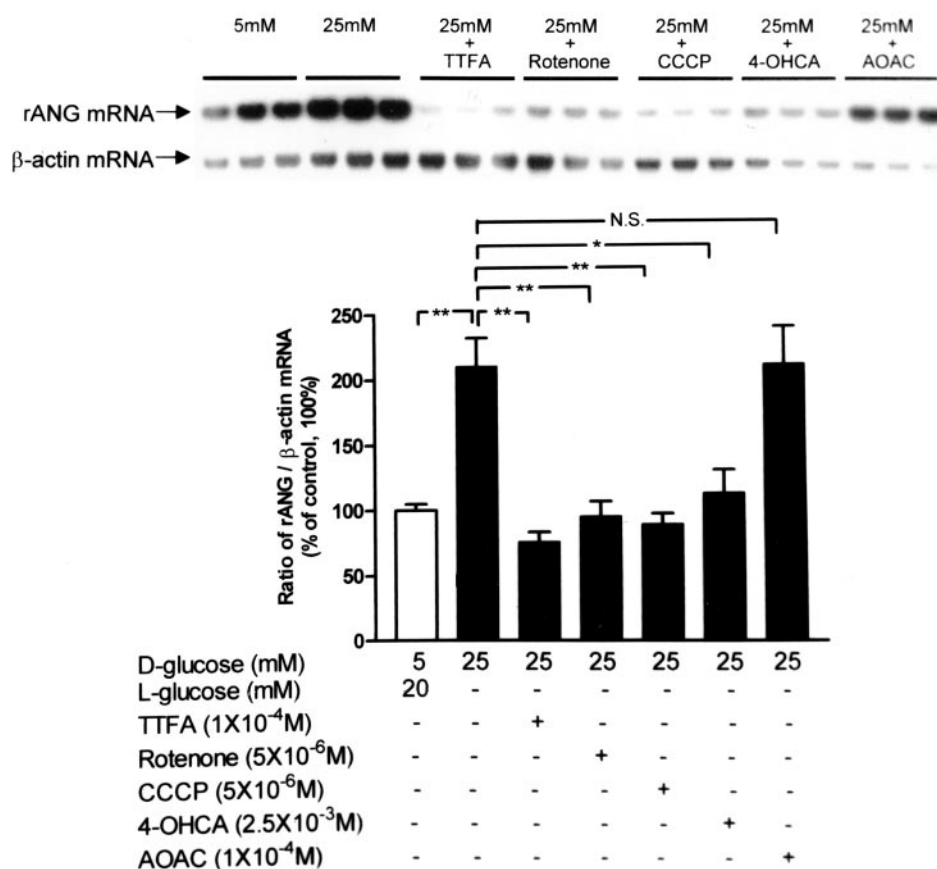 5mM 25mM 25mM 25mM 25mM 25mM 25mM
+ + + + +
TTFA Rotenone CCCP 4-OHCA AOAC
rANG mRNA
β-actin mRNA
N.S.
*
**
**
** **
250
200
150
100
50
0
Ratio of rANG / β-actin mRNA
(% of control, 100%)
D-glucose (mM) 5 25 25 25 25 25 25
L-glucose (mM) 20 - - - - - -
TTFA (1X10⁻⁴M) - - + - - - -
Rotenone (5X10⁻⁶M) - - - + - - -
CCCP (5X10⁻⁶M) - - - - + - -
4-OHCA (2.5X10⁻³M) - - - - - + -
AOAC (1X10⁻⁴M) - - - - - - +